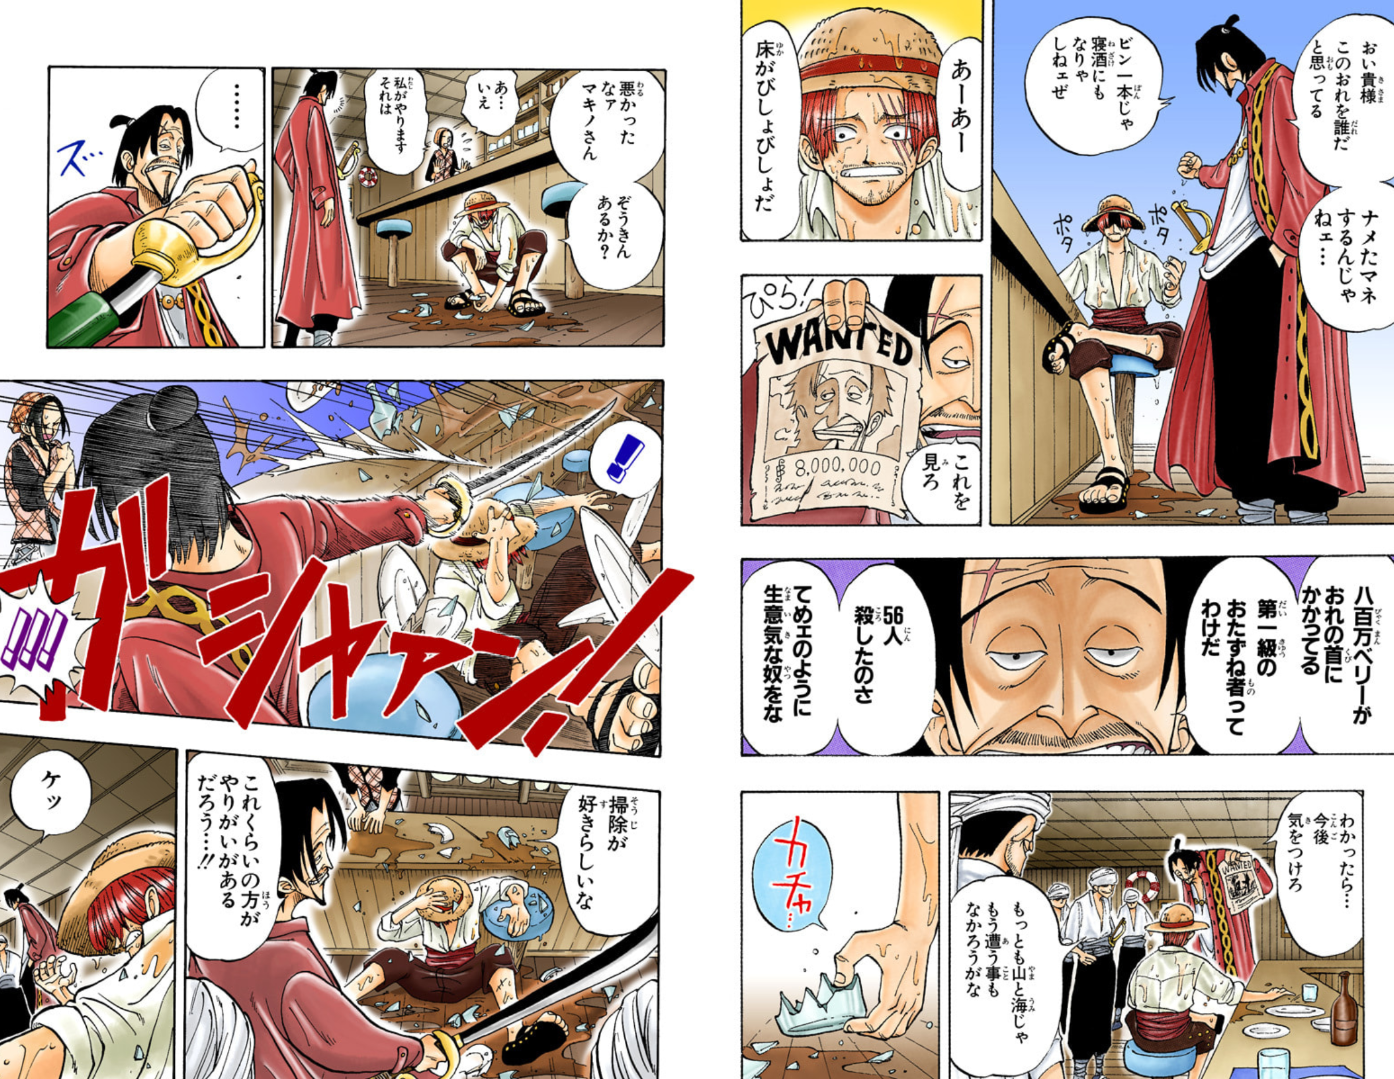 おい貴様
このおれを誰だ
と思ってる
ナメたマネ
するんじゃ
ねェ…
ビン一本じゃ
寝酒にも
なりゃ
しねェぜ
ポタ
ポタ
あーあー
床がびしょびしょだ
ぴら!
WANTED
8,000,000
これを
見ろ
八百万ベリーが
おれの首に
かかってる
第一級の
おたずね者って
わけだ
56人
殺したのさ
てめェのように
生意気な奴をな
わかったら…
今後
気をつけろ
WANTED
もっとも山と海じゃ
もう遭う事も
なかろうがな
カチャ…
悪かった
なァ
マキノさん
ぞうきん
あるか?
あ…
いえ
それは
私がやります
……
ス…
!!
ガシャアン!!
!!!
掃除が
好きらしいな
これくらいの方が
やりがいがある
だろう…!!
ケッ